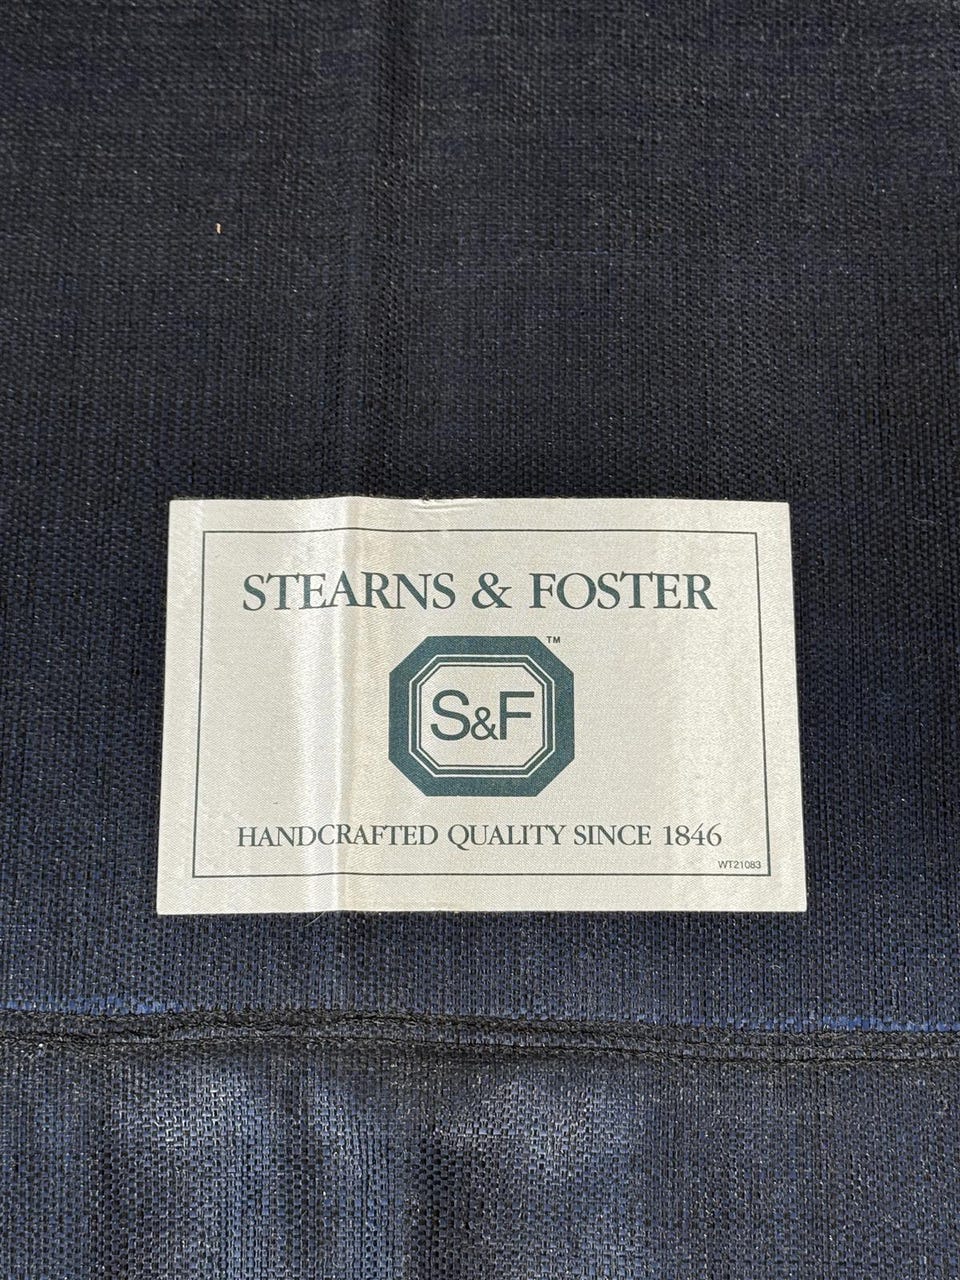 STEARNS & FOSTER
™
S&F
HANDCRAFTED QUALITY SINCE 1846
WT21083